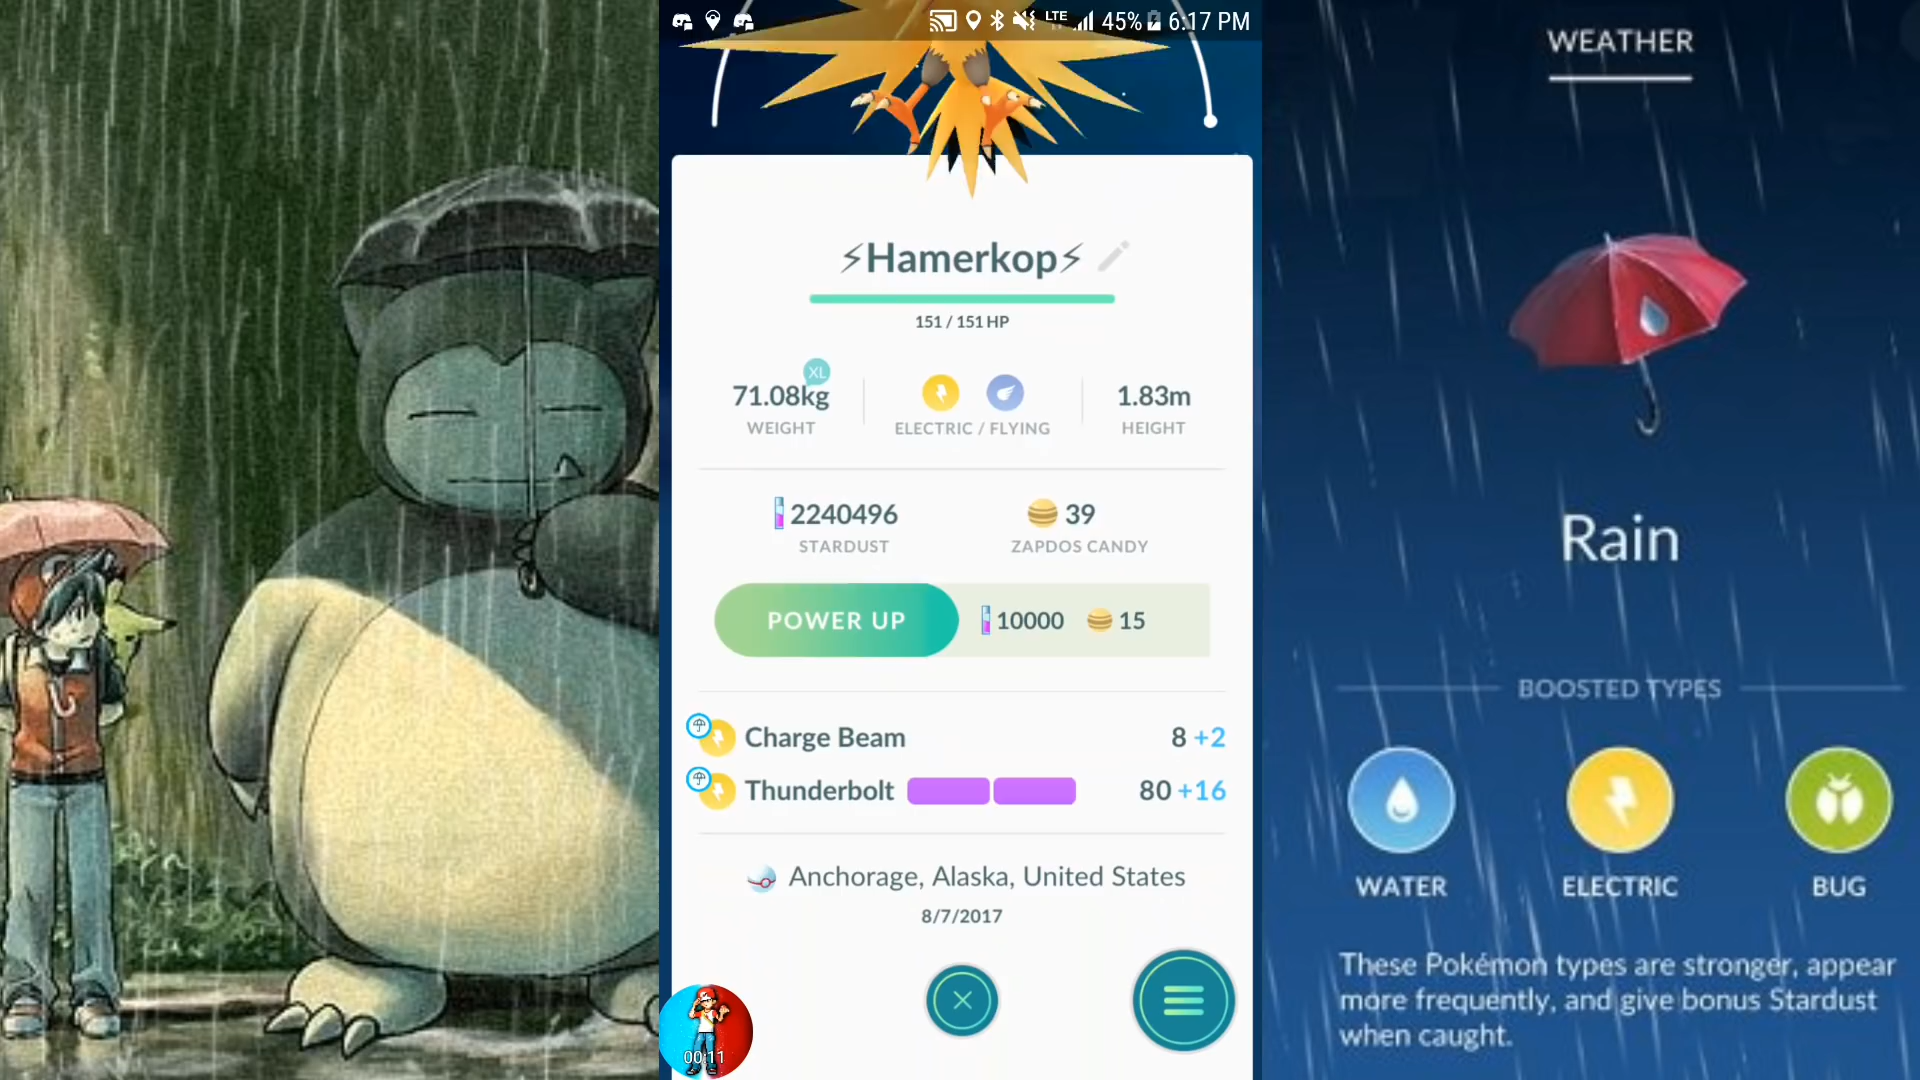 LTE 45% 6:17 PM
⚡Hamerkop⚡
151 / 151 HP
XL
71.08kg
WEIGHT
ELECTRIC / FLYING
1.83m
HEIGHT
2240496
STARDUST
39
ZAPDOS CANDY
POWER UP
10000
15
Charge Beam 8 +2
Thunderbolt 80 +16
Anchorage, Alaska, United States
8/7/2017
00:11
WEATHER
Rain
BOOSTED TYPES
WATER
ELECTRIC
BUG
These Pokémon types are stronger, appear
more frequently, and give bonus Stardust
when caught.